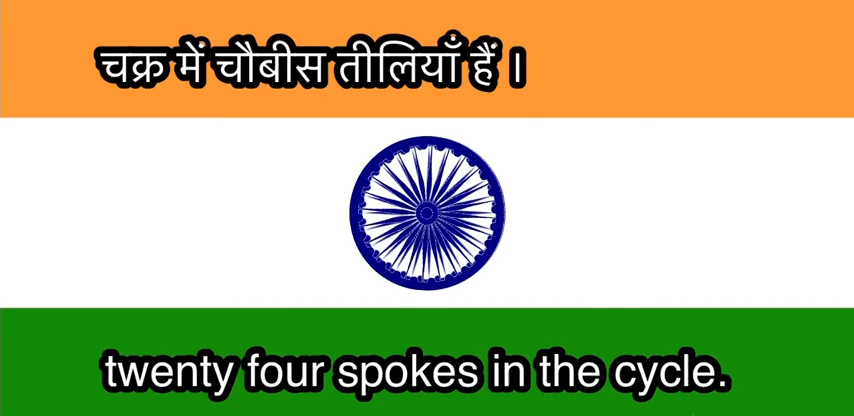 चक्र में चौबीस तीलियाँ हैं ।
twenty four spokes in the cycle.